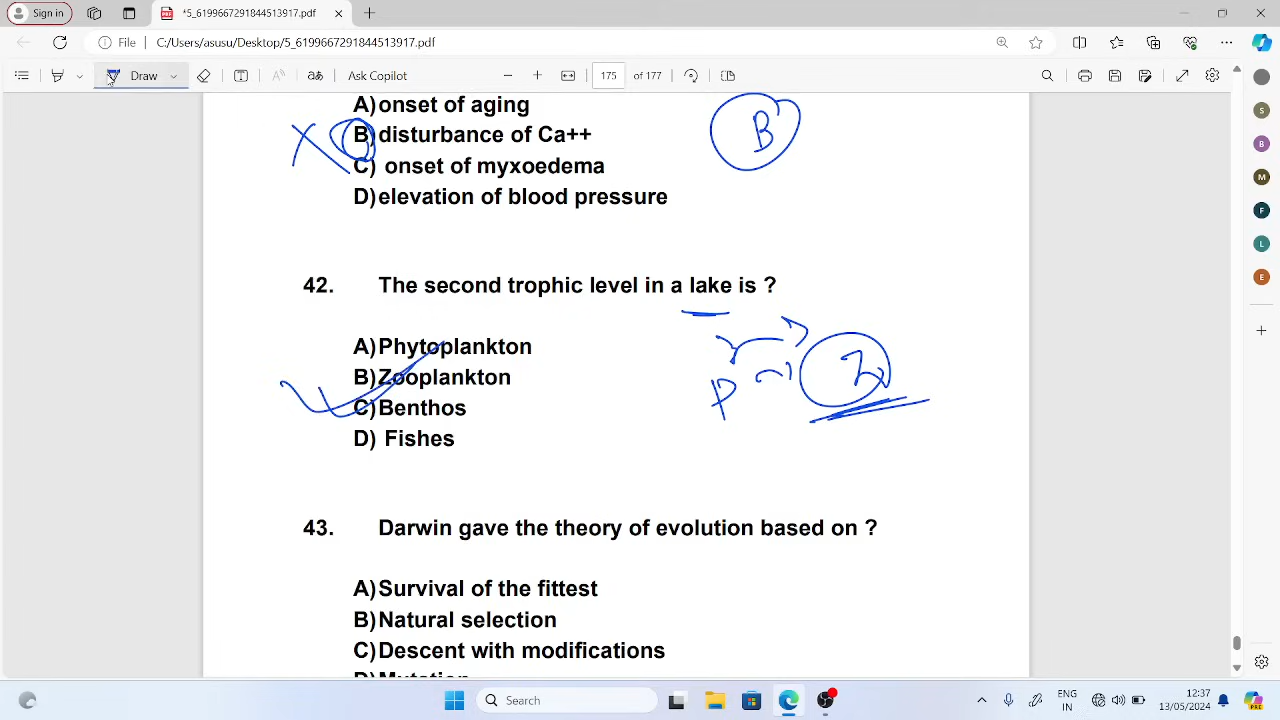 Sign in
*5_6199667291844513917.pdf
File
C:/Users/asusu/Desktop/5_6199667291844513917.pdf
Draw
Ask Copilot
175
of 177
A) onset of aging
B) disturbance of Ca++
C) onset of myxoedema
D) elevation of blood pressure
B
42. The second trophic level in a lake is ?
A) Phytoplankton
B) Zooplankton
C) Benthos
D) Fishes
P
43. Darwin gave the theory of evolution based on ?
A) Survival of the fittest
B) Natural selection
C) Descent with modifications
D) Mutation
Search
ENG
IN
12:37
13-07-2024